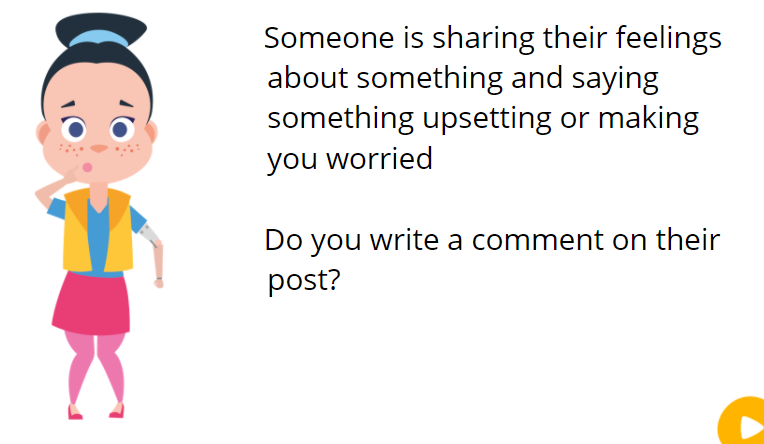 Someone is sharing their feelings
about something and saying
something upsetting or making
you worried
Do you write a comment on their
post?